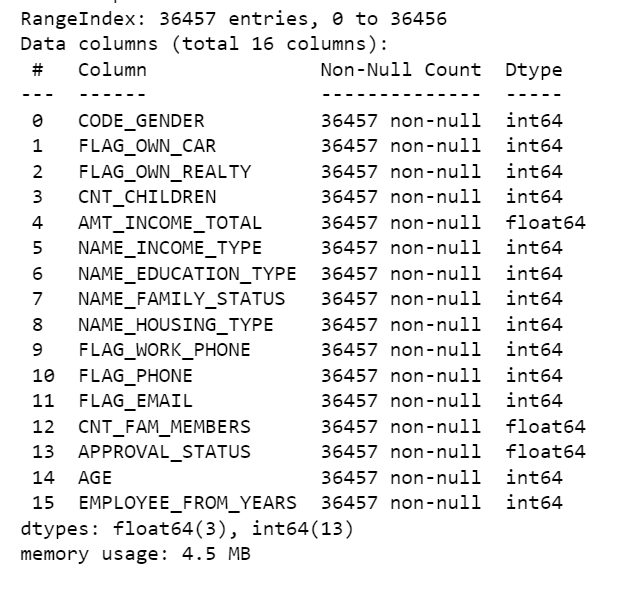 RangeIndex: 36457 entries, 0 to 36456
Data columns (total 16 columns):
 #   Column               Non-Null Count  Dtype
---  ------               --------------  -----
 0   CODE_GENDER          36457 non-null  int64
 1   FLAG_OWN_CAR         36457 non-null  int64
 2   FLAG_OWN_REALTY      36457 non-null  int64
 3   CNT_CHILDREN         36457 non-null  int64
 4   AMT_INCOME_TOTAL     36457 non-null  float64
 5   NAME_INCOME_TYPE     36457 non-null  int64
 6   NAME_EDUCATION_TYPE  36457 non-null  int64
 7   NAME_FAMILY_STATUS   36457 non-null  int64
 8   NAME_HOUSING_TYPE    36457 non-null  int64
 9   FLAG_WORK_PHONE      36457 non-null  int64
 10  FLAG_PHONE           36457 non-null  int64
 11  FLAG_EMAIL           36457 non-null  int64
 12  CNT_FAM_MEMBERS      36457 non-null  float64
 13  APPROVAL_STATUS      36457 non-null  float64
 14  AGE                  36457 non-null  int64
 15  EMPLOYEE_FROM_YEARS  36457 non-null  int64
dtypes: float64(3), int64(13)
memory usage: 4.5 MB